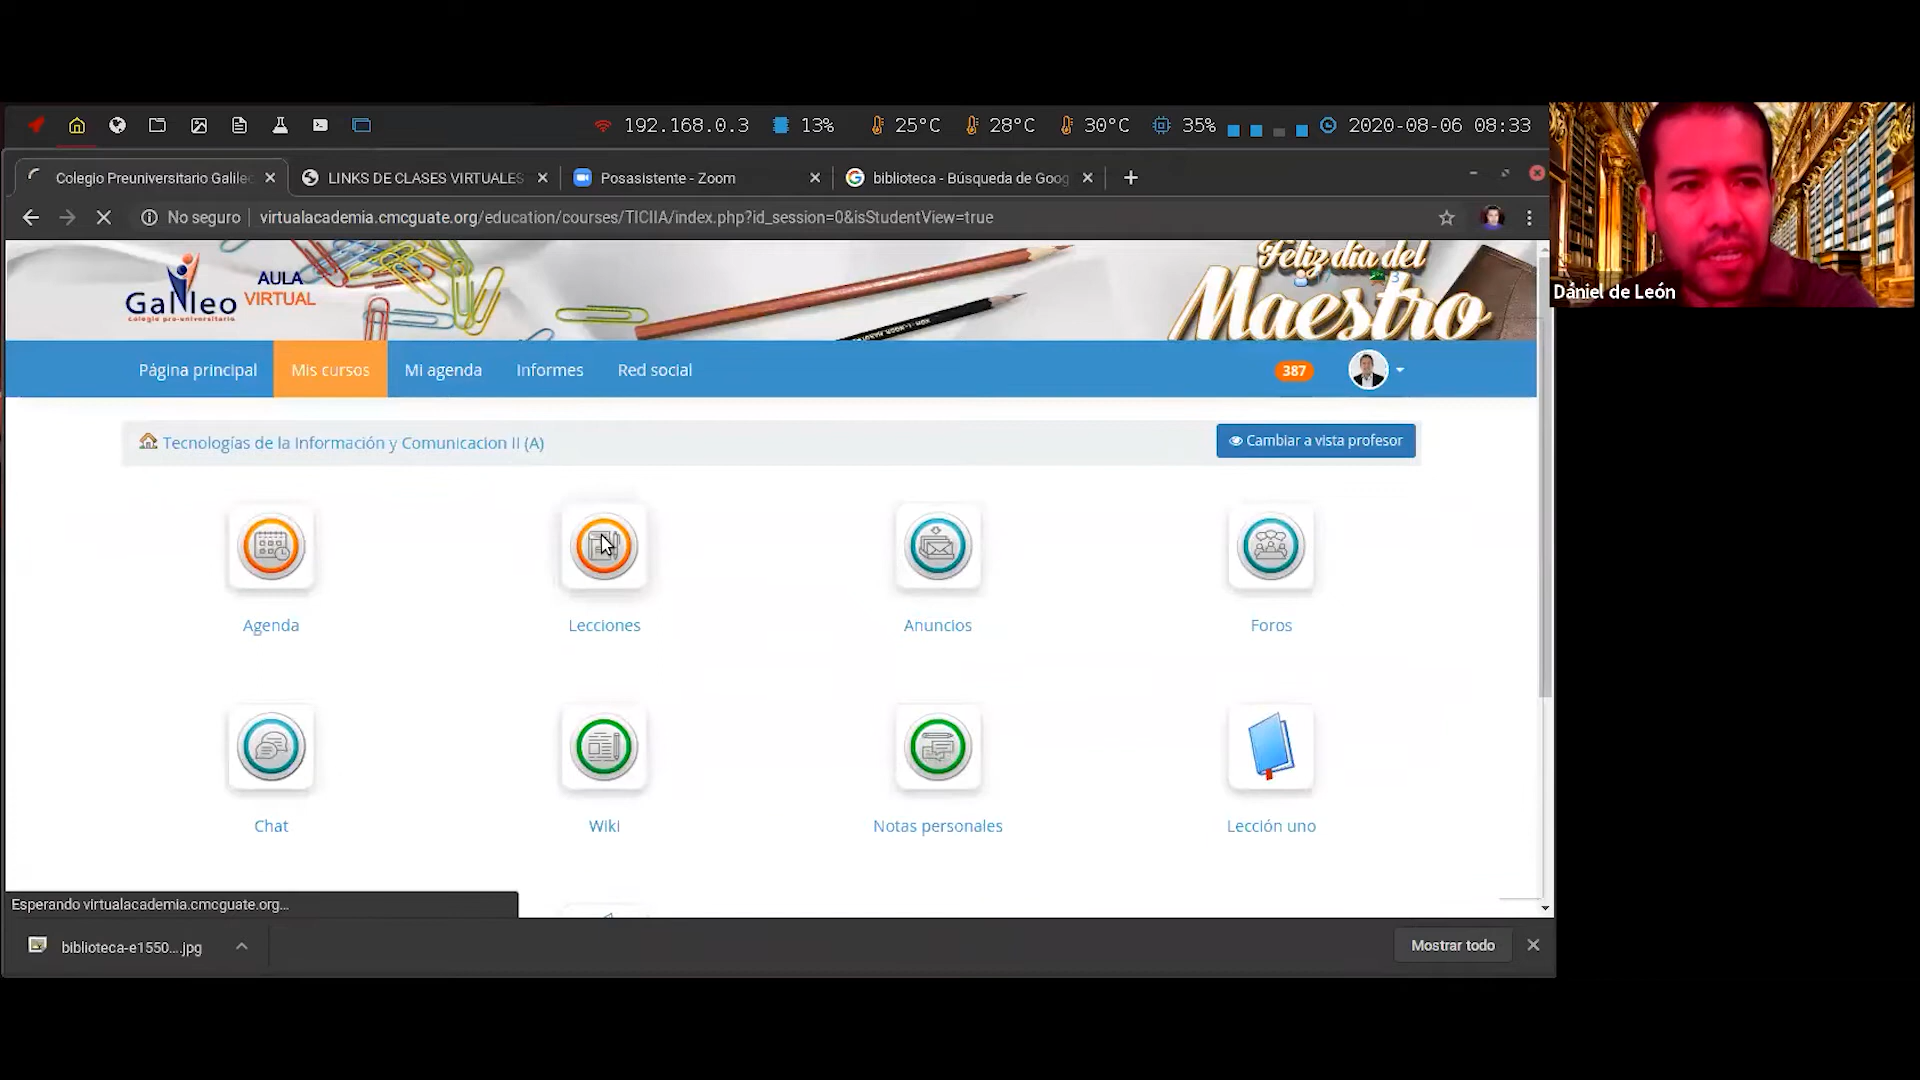 192.168.0.3 13% 25°C 28°C 30°C 35% 2020-08-06 08:33
Colegio Preuniversitario Galileo LINKS DE CLASES VIRTUALES Posasistente - Zoom biblioteca - Búsqueda de Goog
No seguro virtualacademia.cmcguate.org/education/courses/TICIIA/index.php?id_session=0&isStudentView=true
Galileo
colegio pre-universitario
AULA
VIRTUAL
Feliz día del
Maestro
Dániel de León
Página principal Mis cursos Mi agenda Informes Red social 387
Tecnologías de la Información y Comunicacion II (A) Cambiar a vista profesor
Agenda Lecciones Anuncios Foros
Chat Wiki Notas personales Lección uno
Esperando virtualacademia.cmcguate.org...
biblioteca-e1550....jpg Mostrar todo